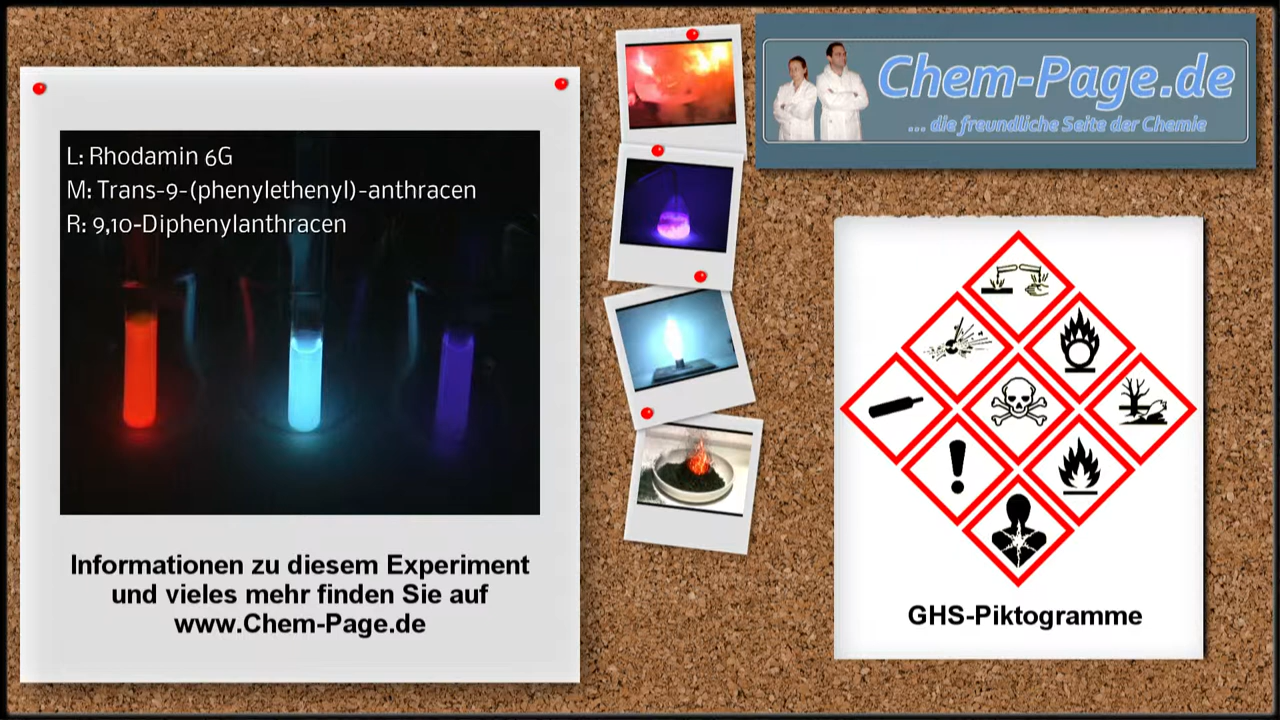 L: Rhodamin 6G
M: Trans-9-(phenylethenyl)-anthracen
R: 9,10-Diphenylanthracen
Informationen zu diesem Experiment
und vieles mehr finden Sie auf
www.Chem-Page.de
Chem-Page.de
... die freundliche Seite der Chemie
GHS-Piktogramme